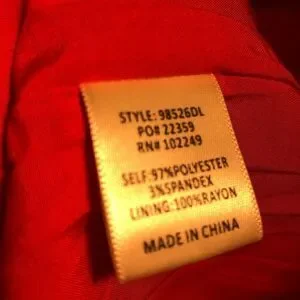 STYLE: 98526DL
PO# 22359
RN# 102249
SELF: 97%POLYESTER
3%SPANDEX
LINING: 100%RAYON
MADE IN CHINA